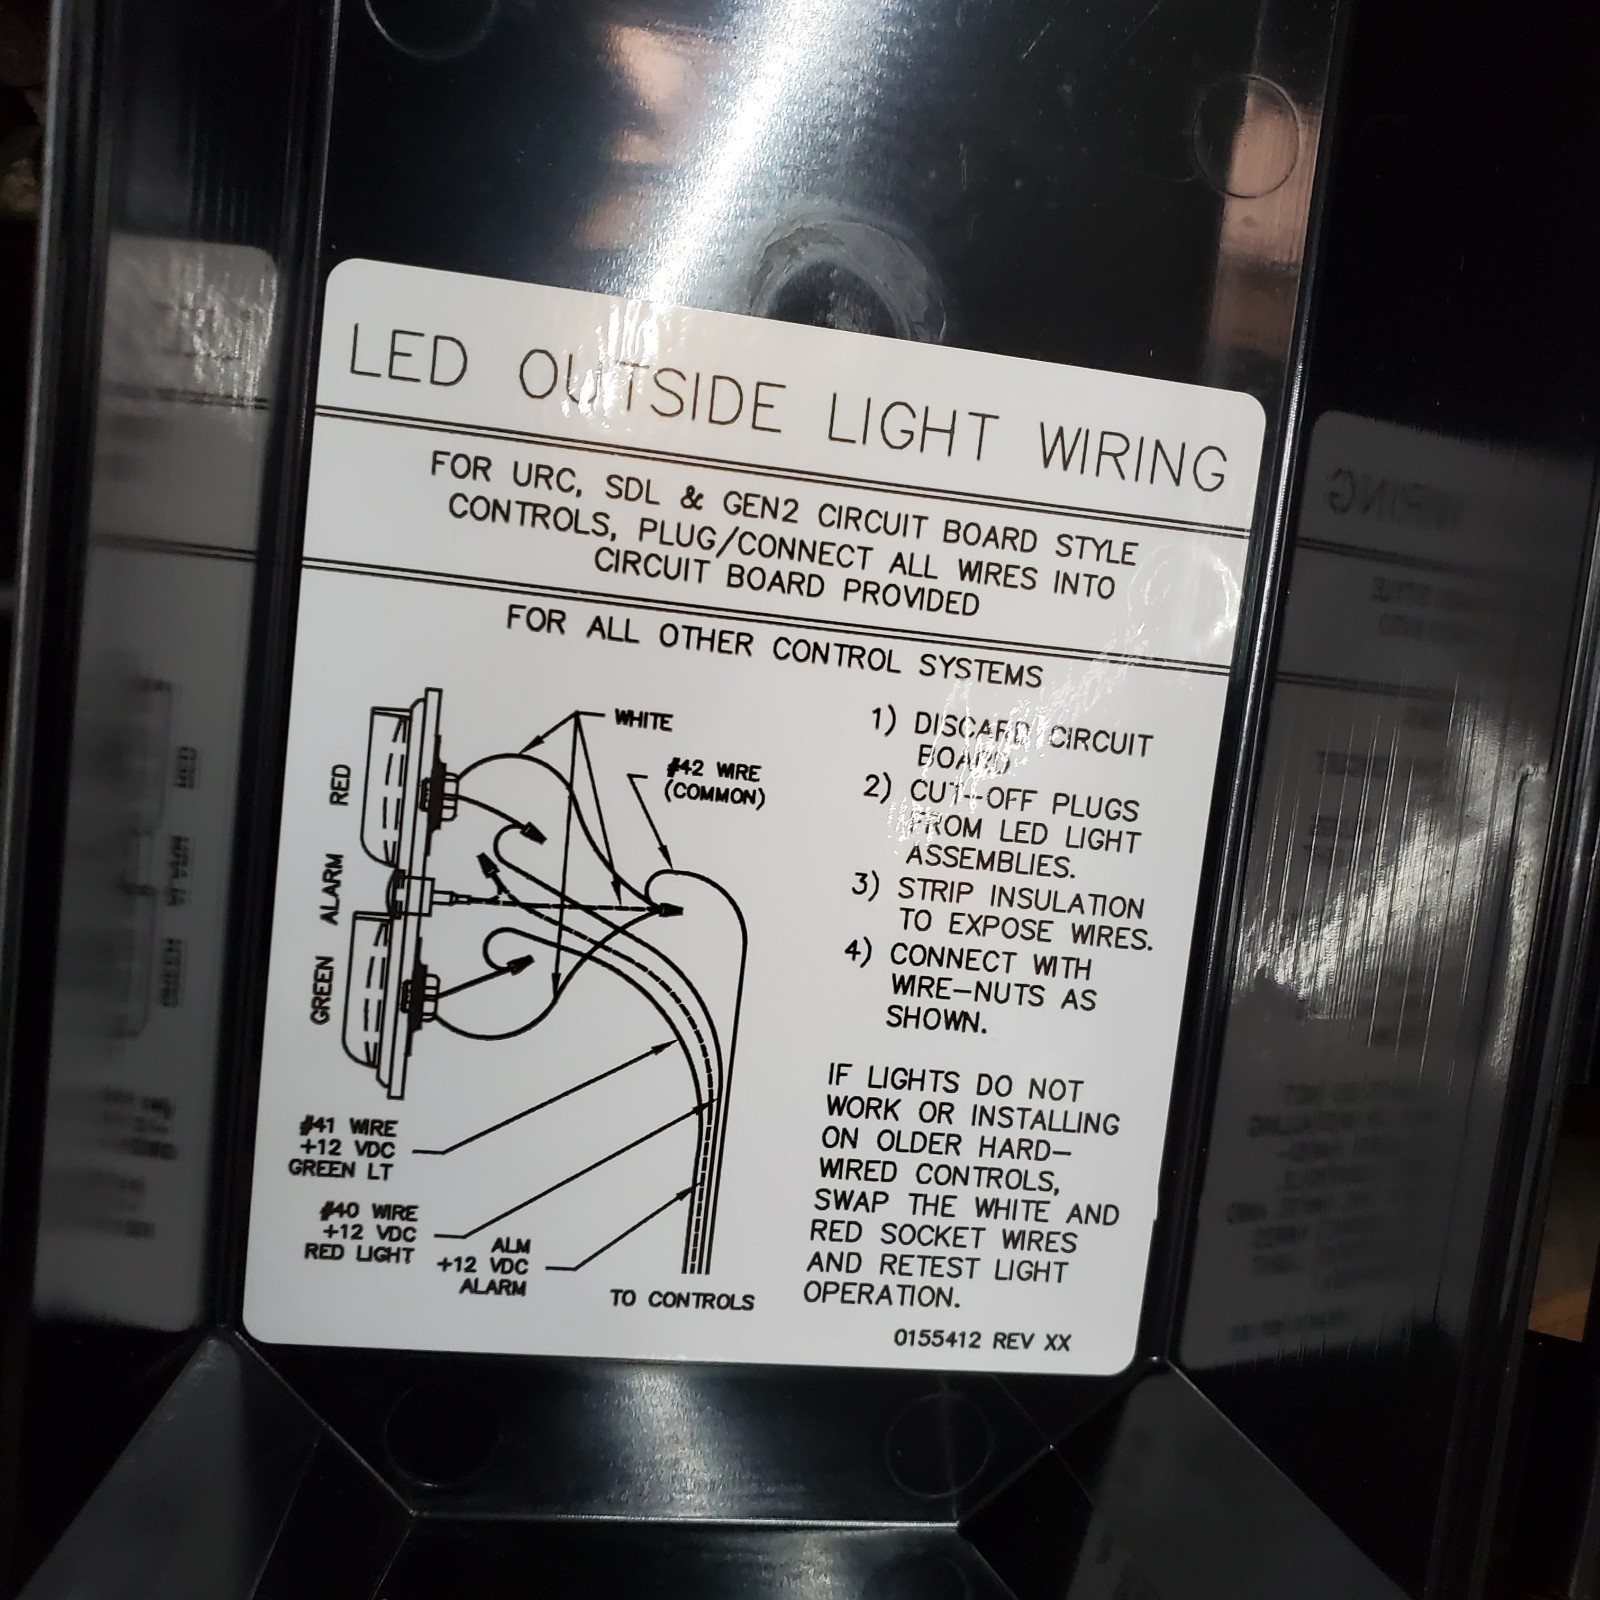 LED OUTSIDE LIGHT WIRING
FOR URC, SDL & GEN2 CIRCUIT BOARD STYLE
CONTROLS, PLUG/CONNECT ALL WIRES INTO
CIRCUIT BOARD PROVIDED
FOR ALL OTHER CONTROL SYSTEMS
WHITE
#42 WIRE
(COMMON)
RED
ALARM
GREEN
#41 WIRE
+12 VDC
GREEN LT
#40 WIRE
+12 VDC
RED LIGHT
ALM
+12 VDC
ALARM
TO CONTROLS
1) DISCARD CIRCUIT
BOARD
2) CUT-OFF PLUGS
FROM LED LIGHT
ASSEMBLIES.
3) STRIP INSULATION
TO EXPOSE WIRES.
4) CONNECT WITH
WIRE-NUTS AS
SHOWN.
IF LIGHTS DO NOT
WORK OR INSTALLING
ON OLDER HARD-
WIRED CONTROLS,
SWAP THE WHITE AND
RED SOCKET WIRES
AND RETEST LIGHT
OPERATION.
0155412 REV XX